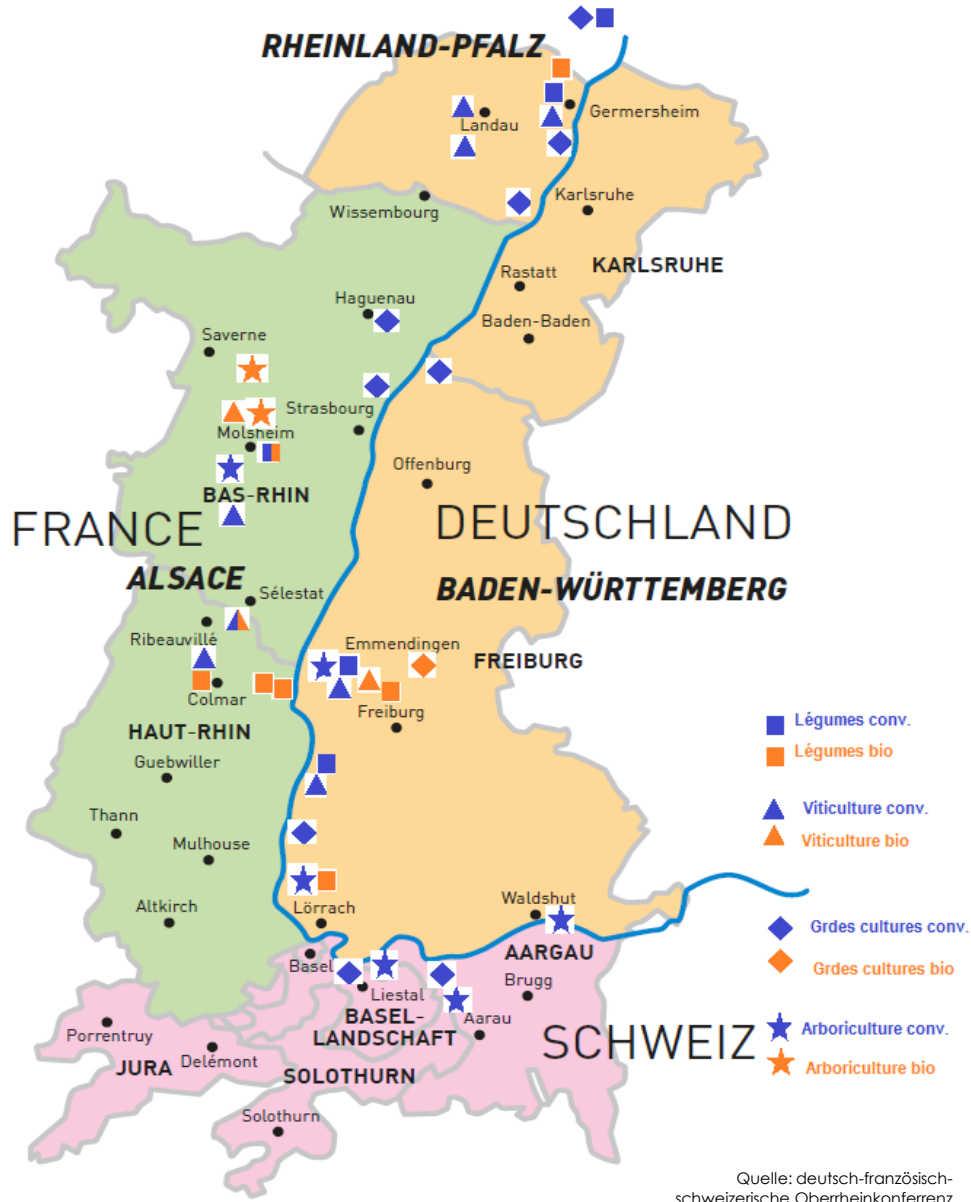 RHEINLAND-PFALZ
Germersheim
Landau
Karlsruhe
Wissembourg
KARLSRUHE
Rastatt
Haguenau
Baden-Baden
Saverne
Strasbourg
Molsheim
Offenburg
BAS-RHIN
FRANCE
DEUTSCHLAND
ALSACE
BADEN-WÜRTTEMBERG
Sélestat
Ribeauvillé
Emmendingen
FREIBURG
Colmar
Freiburg
HAUT-RHIN
Guebwiller
Thann
Mulhouse
Altkirch
Lörrach
Waldshut
Basel
AARGAU
Liestal
Brugg
BASEL-
LANDSCHAFT
Aarau
Porrentruy
SCHWEIZ
JURA
Delémont
SOLOTHURN
Solothurn
Légumes conv.
Légumes bio
Viticulture conv.
Viticulture bio
Grdes cultures conv.
Grdes cultures bio
Arboriculture conv.
Arboriculture bio
Quelle: deutsch-französisch-
schweizerische Oberrheinkonferenz